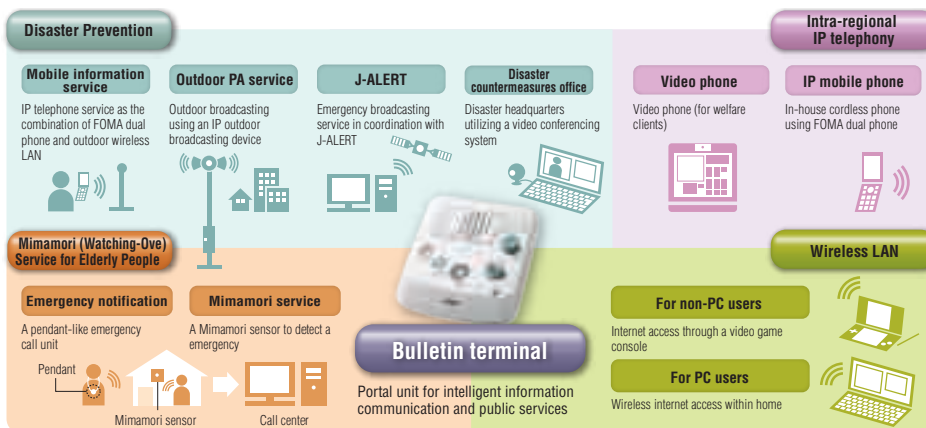 Disaster Prevention
Mobile information
service
IP telephone service as the
combination of FOMA dual
phone and outdoor wireless
LAN
Outdoor PA service
Outdoor broadcasting
using an IP outdoor
broadcasting device
J-ALERT
Emergency broadcasting
service in coordination with
J-ALERT
Disaster
countermeasures office
Disaster headquarters
utilizing a video conferencing
system
Intra-regional
IP telephony
Video phone
Video phone (for welfare
clients)
IP mobile phone
In-house cordless phone
using FOMA dual phone
Mimamori (Watching-Ove)
Service for Elderly People
Emergency notification
A pendant-like emergency
call unit
Pendant
Mimamori service
A Mimamori sensor to detect a
emergency
Mimamori sensor
Call center
Bulletin terminal
Portal unit for intelligent information
communication and public services
Wireless LAN
For non-PC users
Internet access through a video game
console
For PC users
Wireless internet access within home